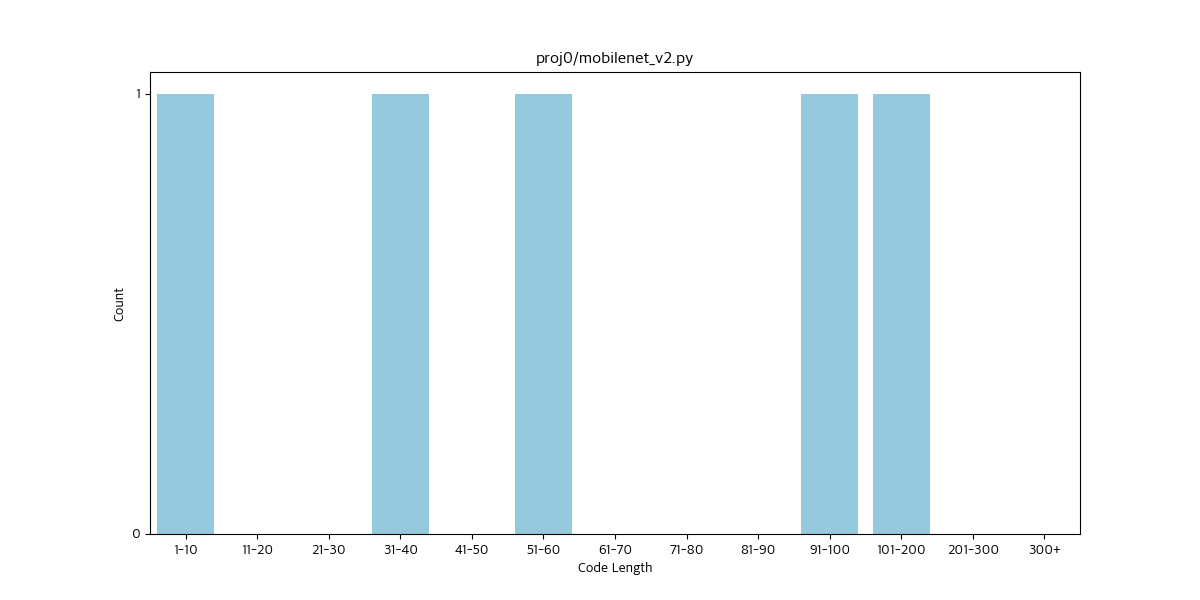 proj0/mobilenet_v2.py
Count
1
0
1-10 11-20 21-30 31-40 41-50 51-60 61-70 71-80 81-90 91-100 101-200 201-300 300+
Code Length